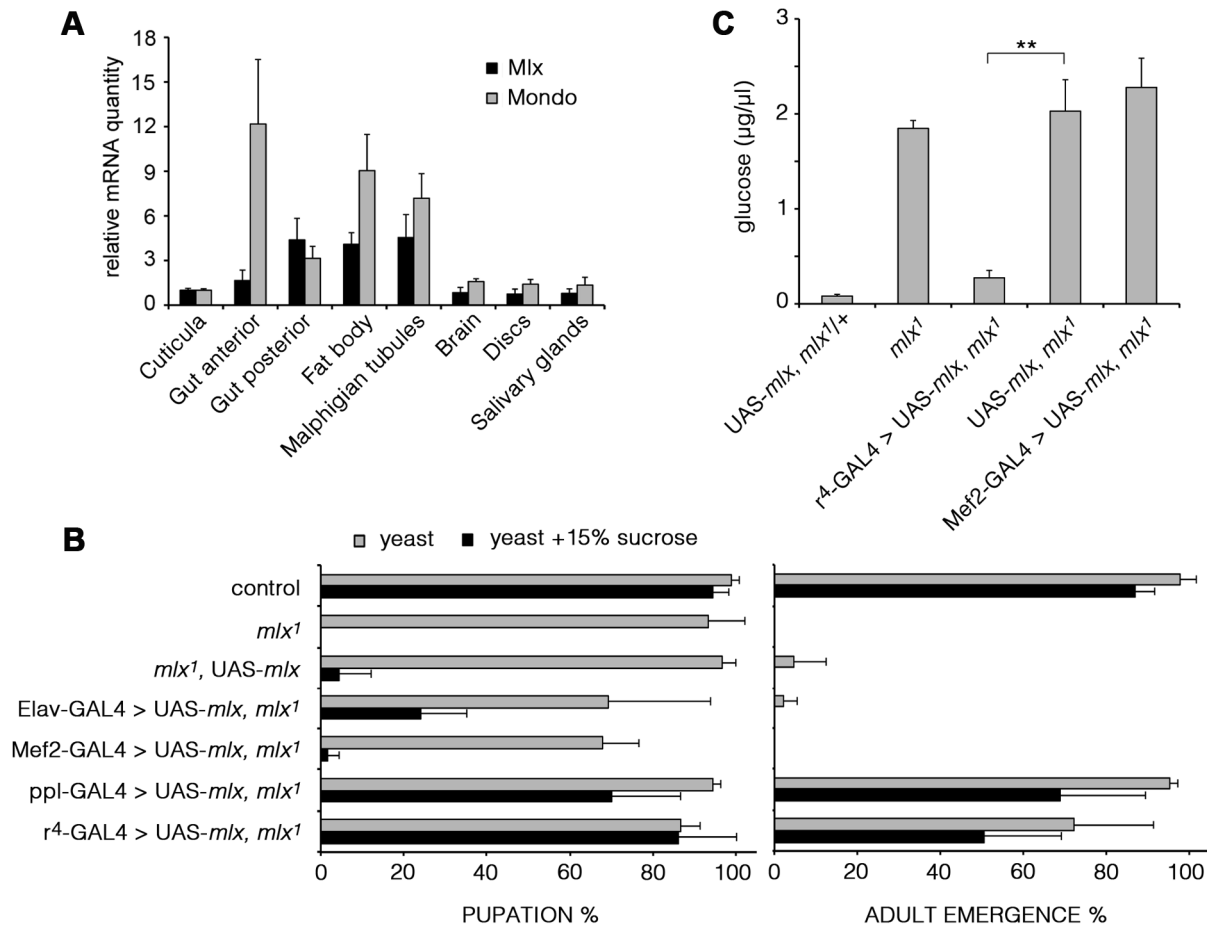 A
18
15
12
9
6
3
0
relative mRNA quantity
Mlx
Mondo
Cuticula
Gut anterior
Gut posterior
Fat body
Malphigian tubules
Brain
Discs
Salivary glands
C
3
2
1
0
glucose (µg/µl)
**
UAS-mlx, mlx¹/+
mlx¹
r⁴-GAL4 > UAS-mlx, mlx¹
UAS-mlx, mlx¹
Mef2-GAL4 > UAS-mlx, mlx¹
B
yeast yeast +15% sucrose
control
mlx¹
mlx¹, UAS-mlx
Elav-GAL4 > UAS-mlx, mlx¹
Mef2-GAL4 > UAS-mlx, mlx¹
ppl-GAL4 > UAS-mlx, mlx¹
r⁴-GAL4 > UAS-mlx, mlx¹
0 20 40 60 80 100
PUPATION %
0 20 40 60 80 100
ADULT EMERGENCE %